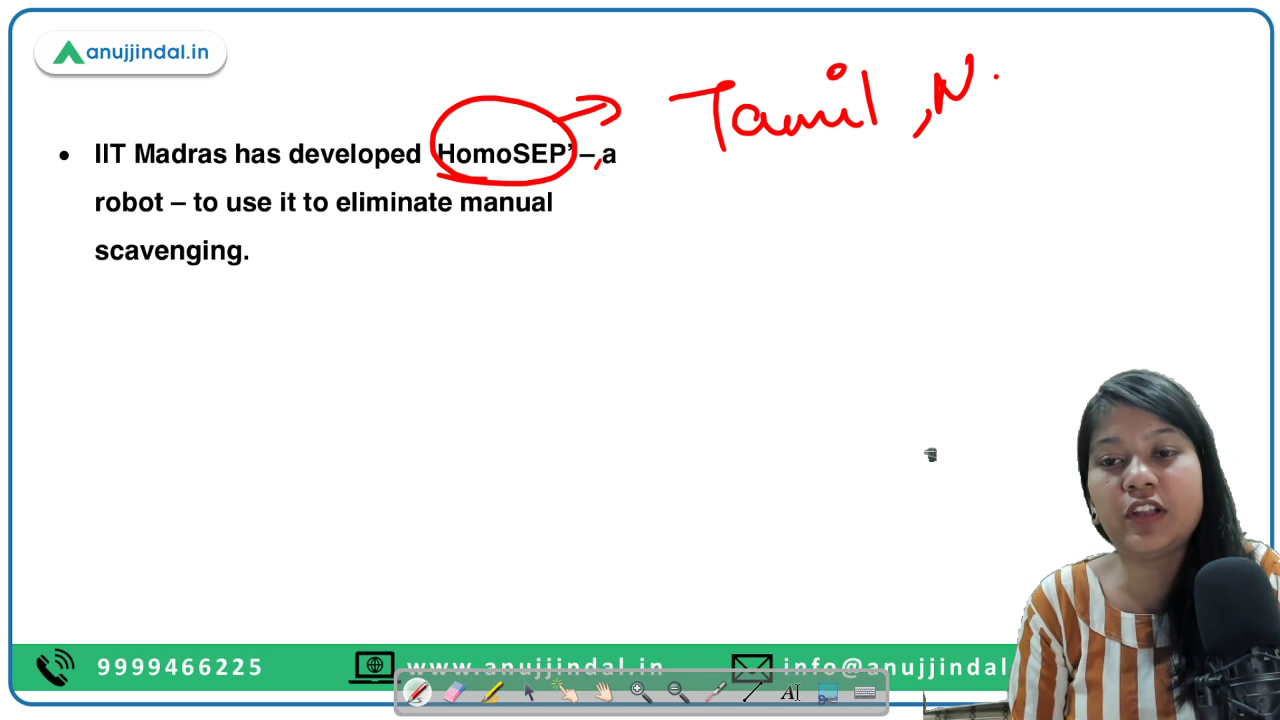 anujjindal.in
Tamil, N.
• IIT Madras has developed 'HomoSEP' – a
robot – to use it to eliminate manual
scavenging.
9999466225
www.anujjindal.in
info@anujjindal